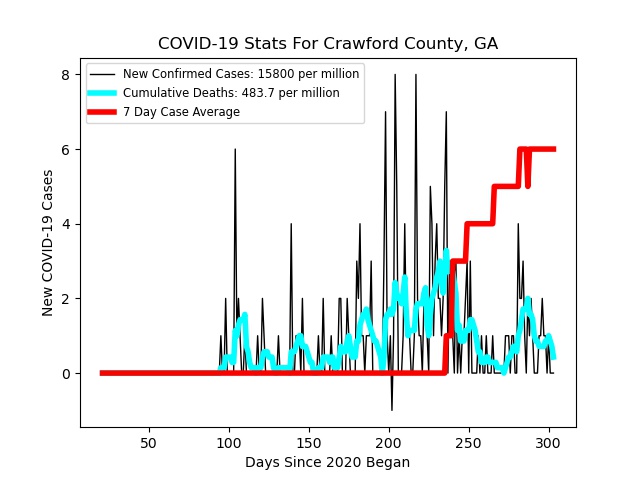 COVID-19 Stats For Crawford County, GA
New Confirmed Cases: 15800 per million
Cumulative Deaths: 483.7 per million
7 Day Case Average
8
6
4
2
0
New COVID-19 Cases
50 100 150 200 250 300
Days Since 2020 Began